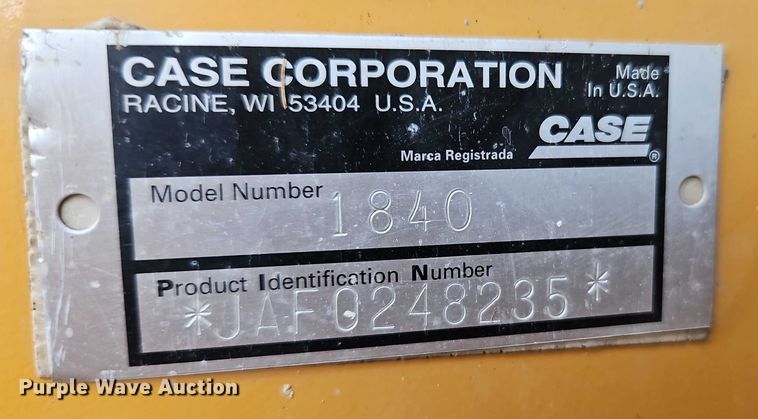 CASE CORPORATION
RACINE, WI 53404 U.S.A.
Made
In U.S.A.
CASE
®
Marca Registrada
Model Number 1840
Product Identification Number
*JAF0248235*
Purple Wave Auction